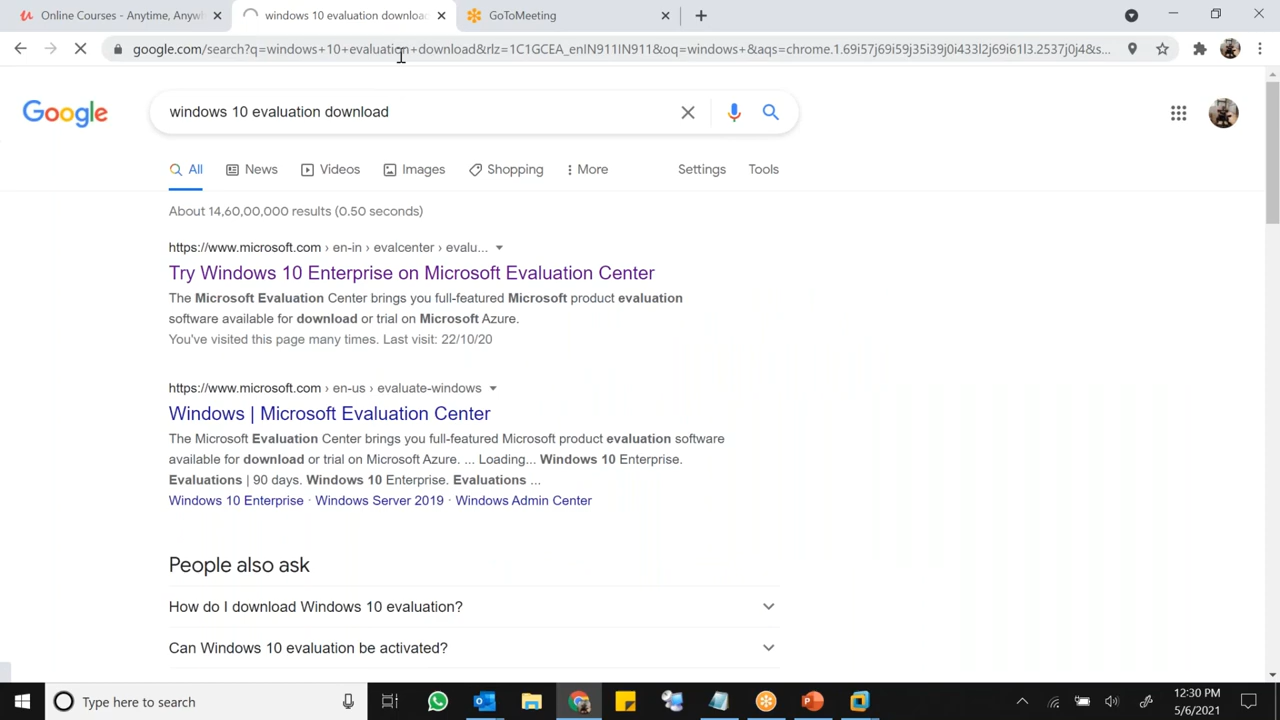 Online Courses - Anytime, Anywh
windows 10 evaluation download
GoToMeeting
google.com/search?q=windows+10+evaluation+download&rlz=1C1GCEA_enIN911IN911&oq=windows+&aqs=chrome.1.69i57j69i59j35i39j0i433l2j69i61l3.2537j0j4&s...
Google
windows 10 evaluation download
All
News
Videos
Images
Shopping
More
Settings
Tools
About 14,60,00,000 results (0.50 seconds)
https://www.microsoft.com › en-in › evalcenter › evalu...
Try Windows 10 Enterprise on Microsoft Evaluation Center
The Microsoft Evaluation Center brings you full-featured Microsoft product evaluation
software available for download or trial on Microsoft Azure.
You've visited this page many times. Last visit: 22/10/20
https://www.microsoft.com › en-us › evaluate-windows
Windows | Microsoft Evaluation Center
The Microsoft Evaluation Center brings you full-featured Microsoft product evaluation software
available for download or trial on Microsoft Azure. ... Loading... Windows 10 Enterprise.
Evaluations | 90 days. Windows 10 Enterprise. Evaluations ...
Windows 10 Enterprise · Windows Server 2019 · Windows Admin Center
People also ask
How do I download Windows 10 evaluation?
Can Windows 10 evaluation be activated?
Type here to search
12:30 PM
5/6/2021